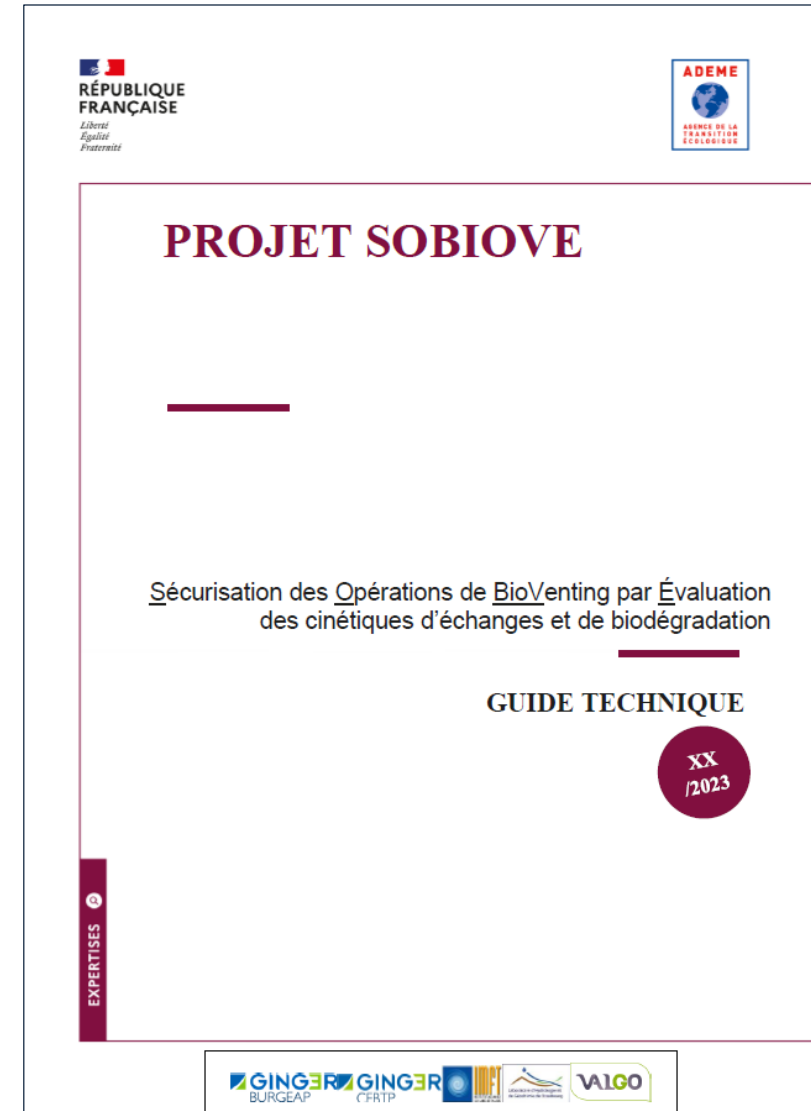 RÉPUBLIQUE
FRANÇAISE
Liberté
Égalité
Fraternité
ADEME
AGENCE DE LA
TRANSITION
ÉCOLOGIQUE
PROJET SOBIOVE
Sécurisation des Opérations de BioVenting par Évaluation
des cinétiques d'échanges et de biodégradation
GUIDE TECHNIQUE
XX
/2023
EXPERTISES
GINGER GINGER IMFT VALGO
BURGEAP CEBTP